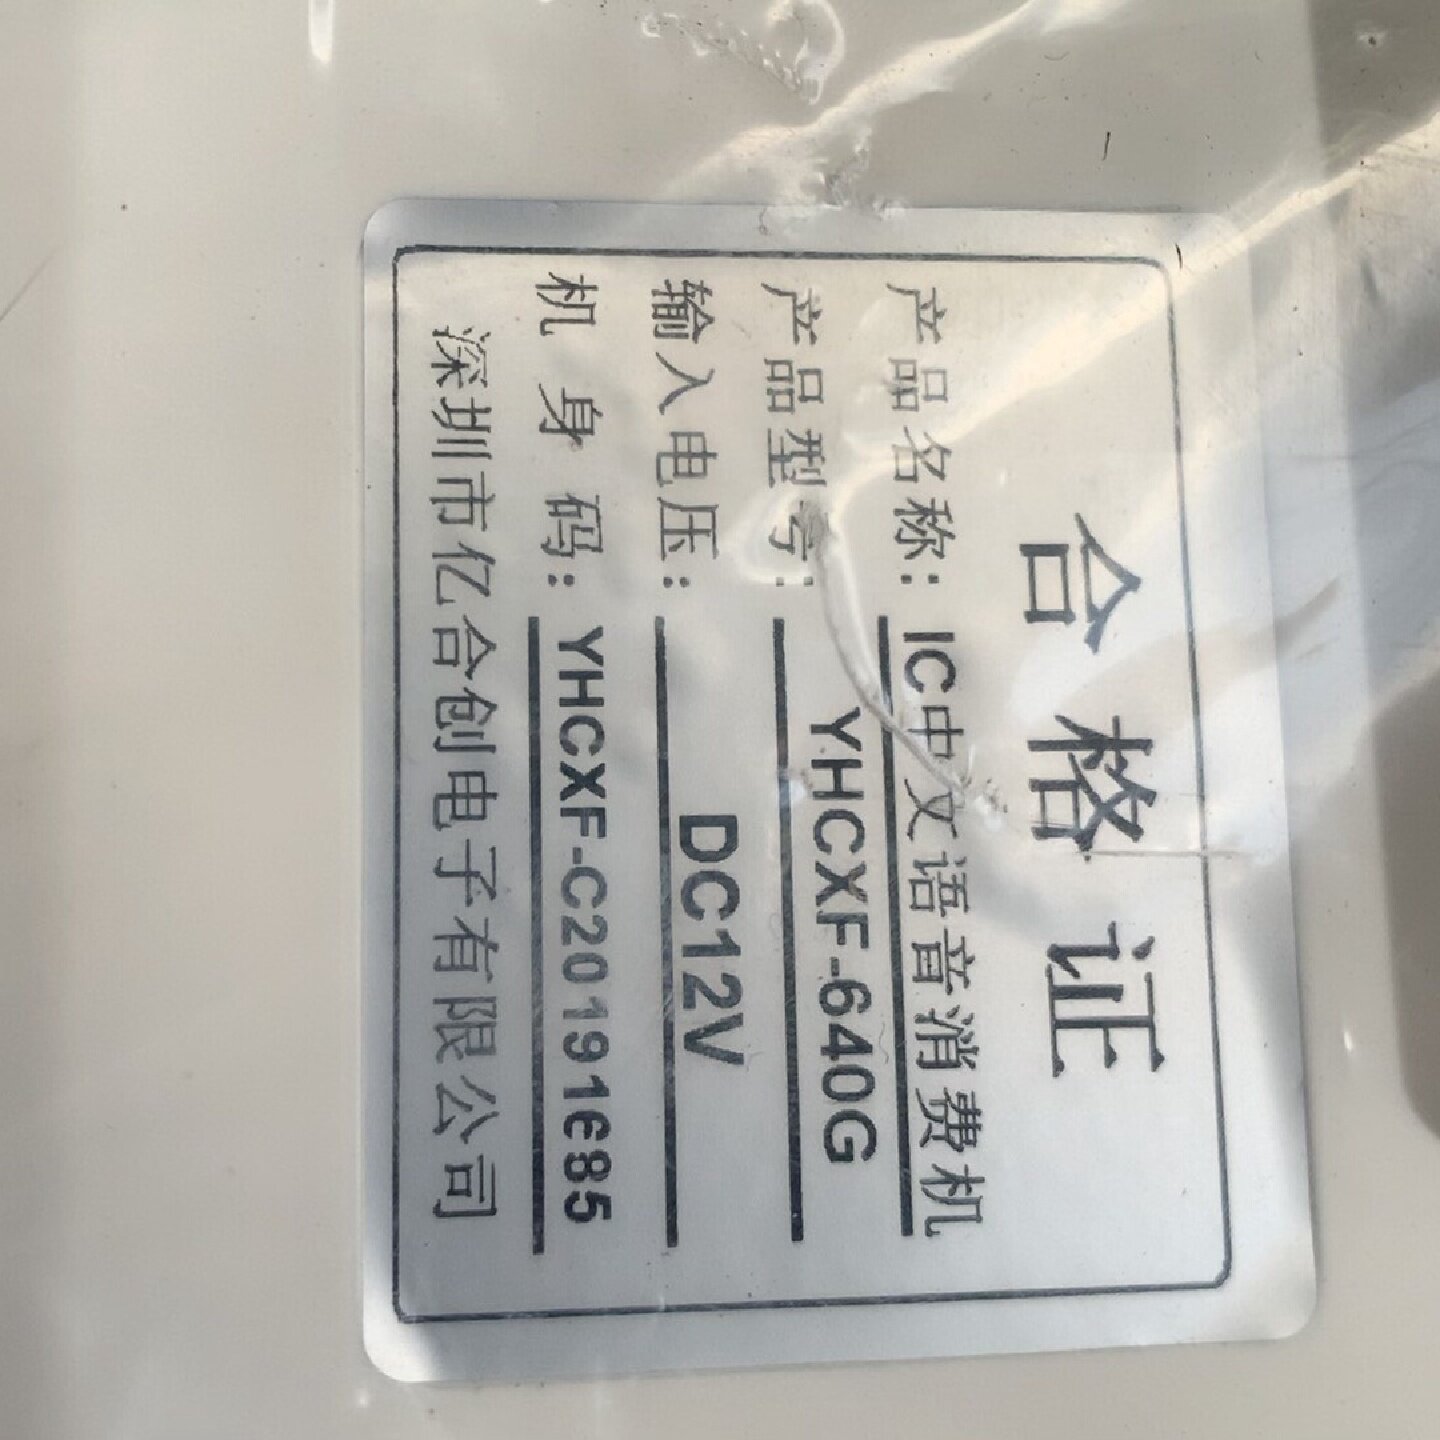 合格证
产品名称：IC中文语音消费机
产品型号：YHCXF-640G
输入电压：DC12V
机身码：YHCXF-C20191685
深圳市亿合创电子有限公司